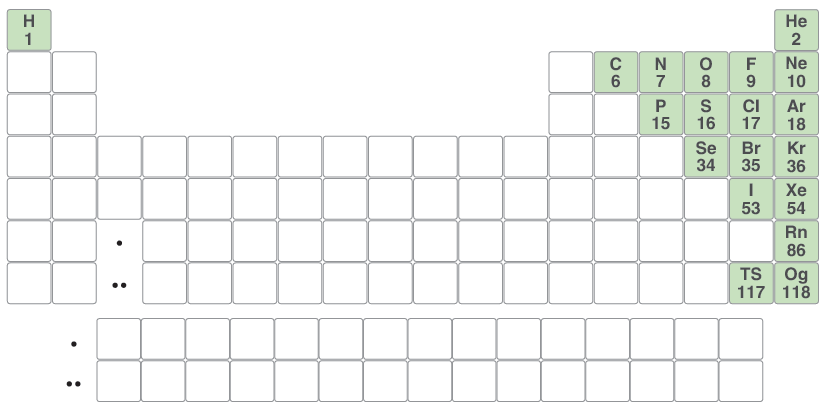 H
1
He
2
C
6
N
7
O
8
F
9
Ne
10
P
15
S
16
Cl
17
Ar
18
Se
34
Br
35
Kr
36
I
53
Xe
54
Rn
86
TS
117
Og
118